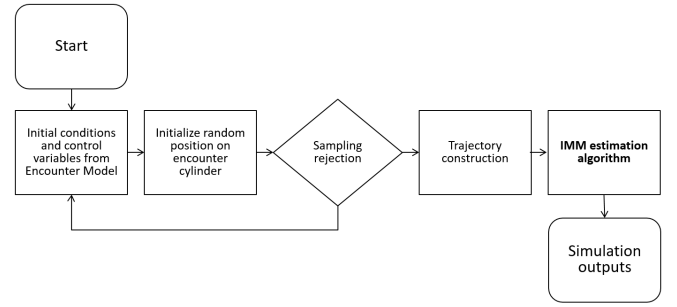 Start
Initial conditions
and control
variables from
Encounter Model
Initialize random
position on
encounter
cylinder
Sampling
rejection
Trajectory
construction
IMM estimation
algorithm
Simulation
outputs